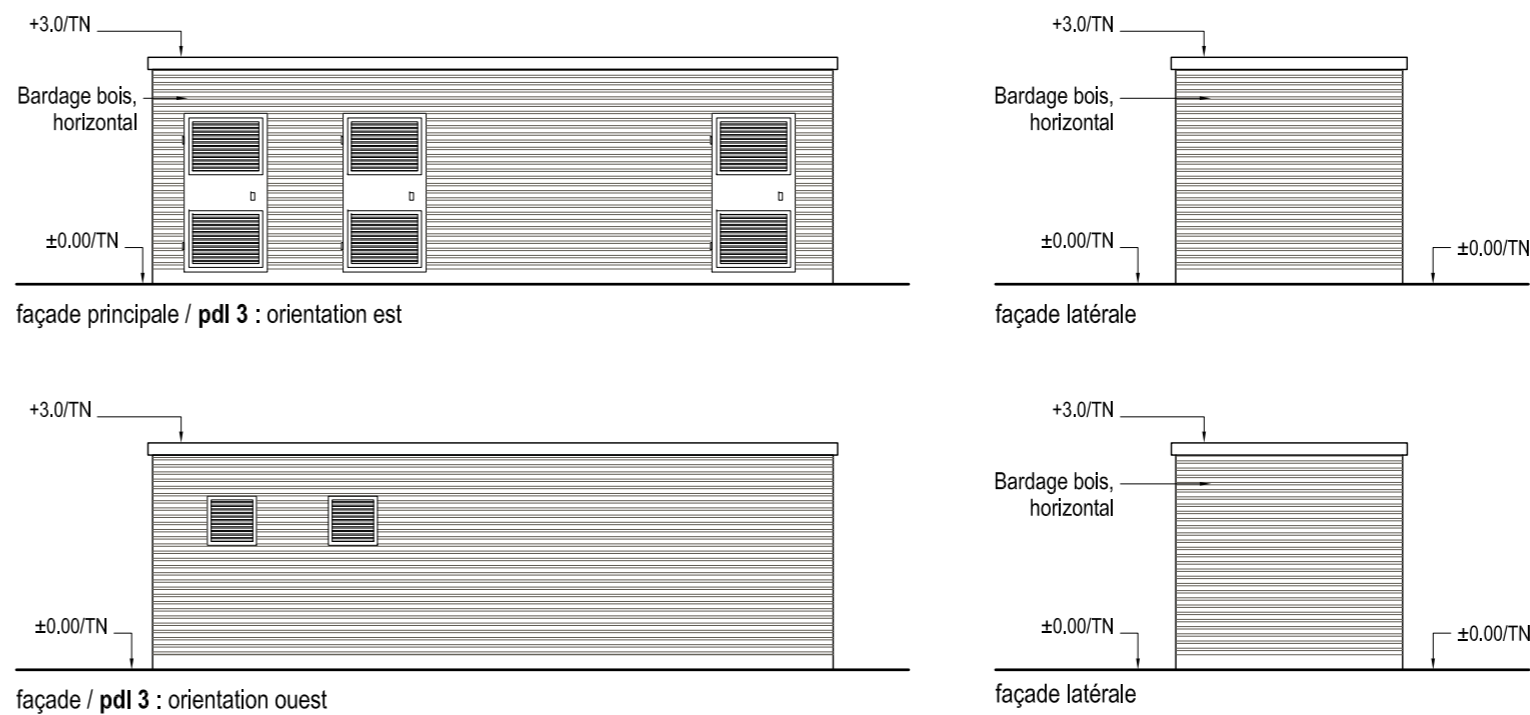 +3.0/TN
Bardage bois,
horizontal
±0.00/TN
façade principale / pdl 3 : orientation est
+3.0/TN
Bardage bois,
horizontal
±0.00/TN
±0.00/TN
façade latérale
+3.0/TN
±0.00/TN
façade / pdl 3 : orientation ouest
+3.0/TN
Bardage bois,
horizontal
±0.00/TN
±0.00/TN
façade latérale